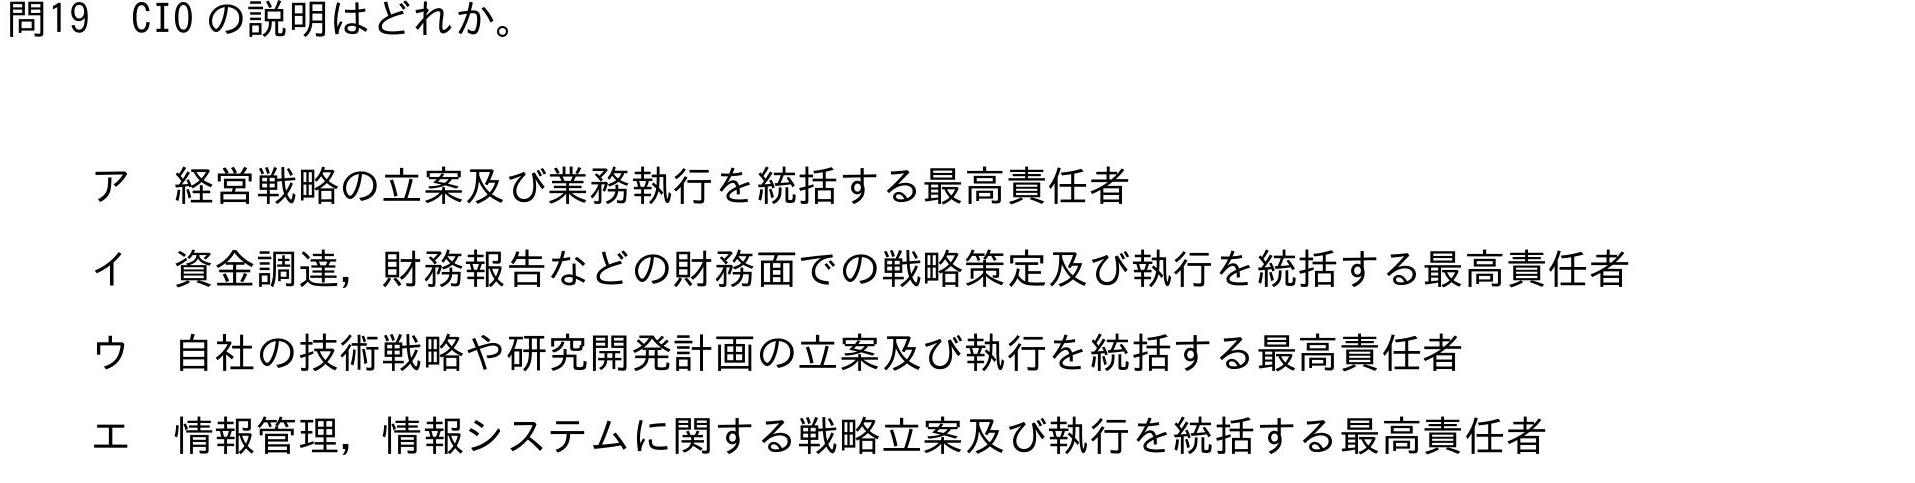 問19　CIO の説明はどれか。
ア　経営戦略の立案及び業務執行を統括する最高責任者
イ　資金調達，財務報告などの財務面での戦略策定及び執行を統括する最高責任者
ウ　自社の技術戦略や研究開発計画の立案及び執行を統括する最高責任者
エ　情報管理，情報システムに関する戦略立案及び執行を統括する最高責任者